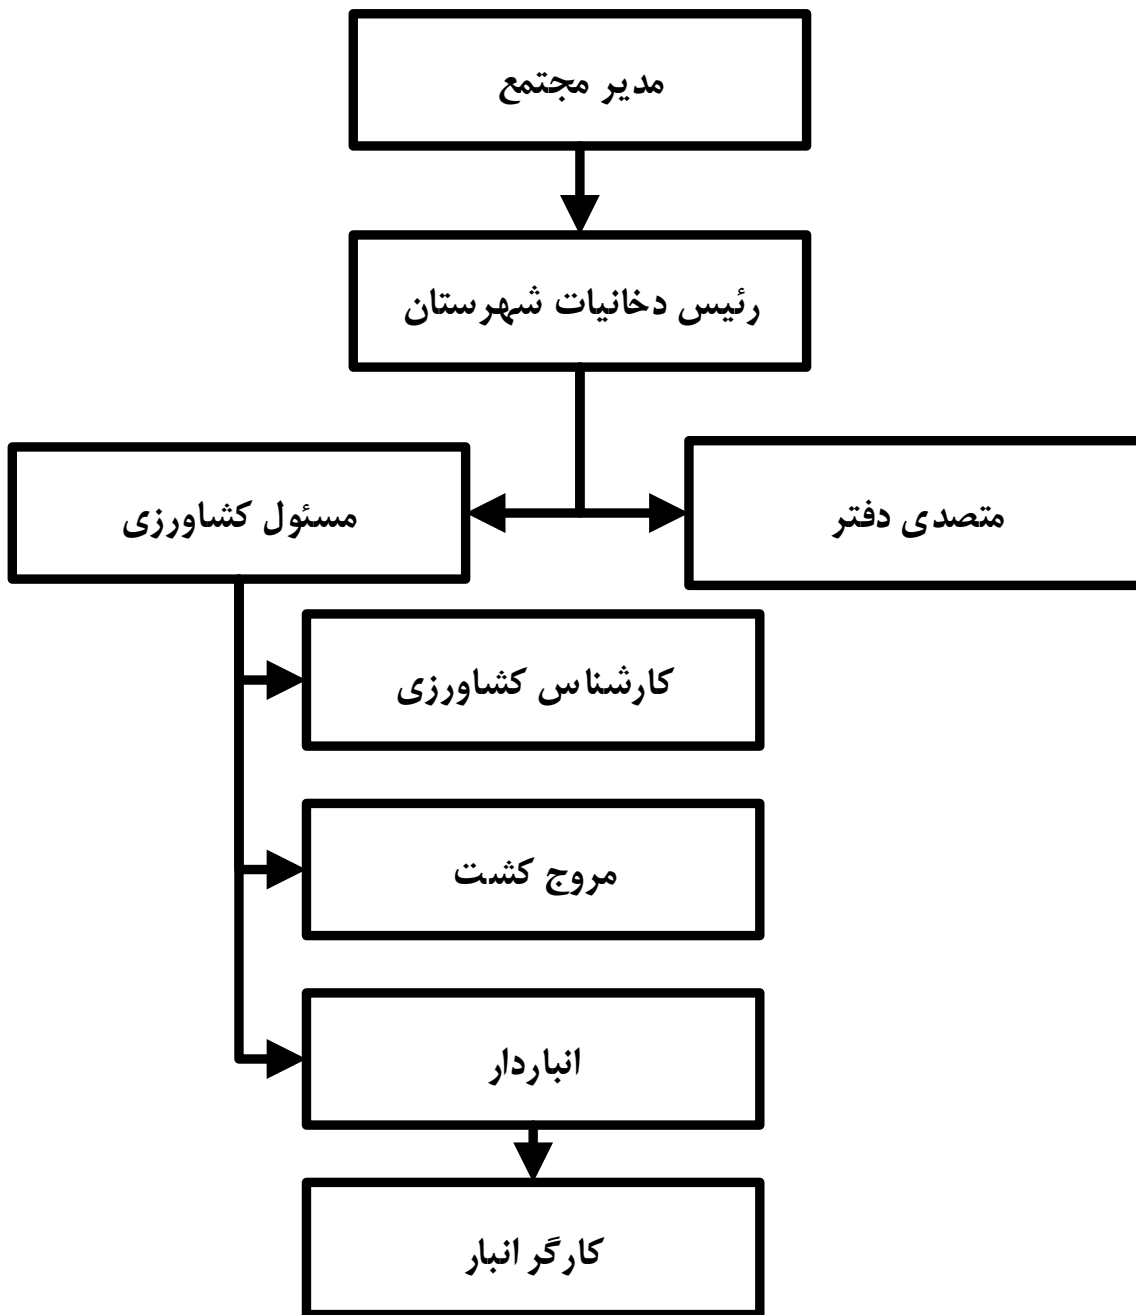 مدیر مجتمع
رئیس دخانیات شهرستان
متصدی دفتر
مسئول کشاورزی
کارشناس کشاورزی
مروج کشت
انباردار
کارگر انبار